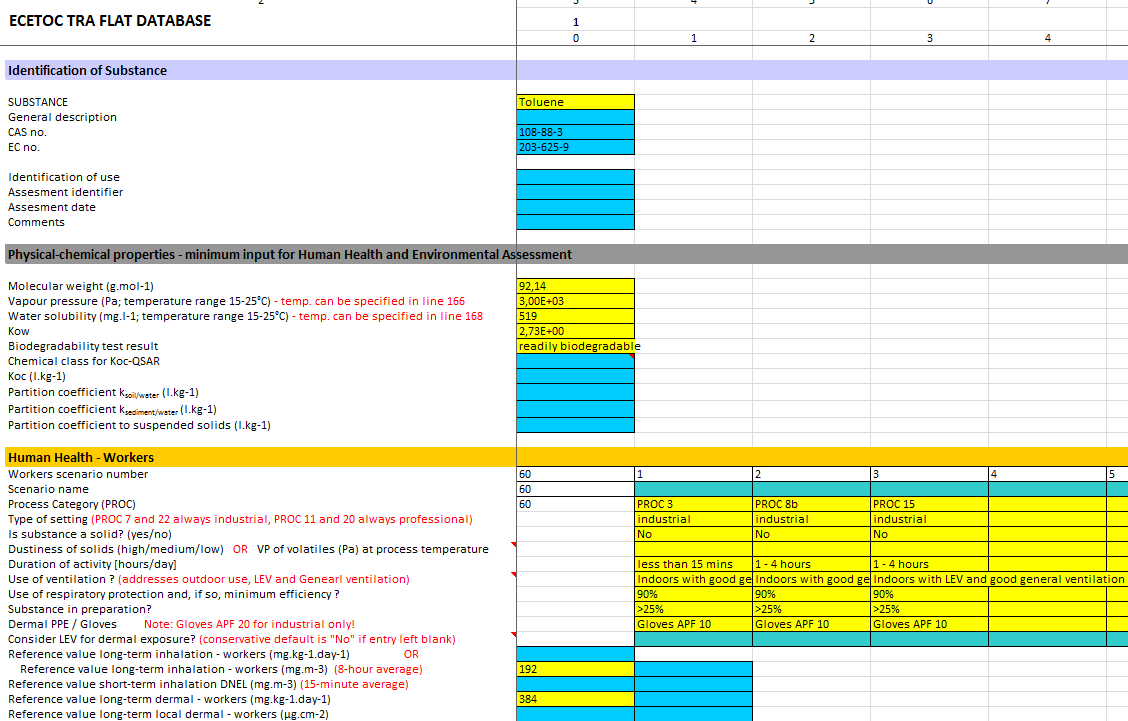 2 3 4 5 6 7
ECETOC TRA FLAT DATABASE 1
0 1 2 3 4
Identification of Substance
SUBSTANCE Toluene
General description
CAS no. 108-88-3
EC no. 203-625-9
Identification of use
Assesment identifier
Assesment date
Comments
Physical-chemical properties - minimum input for Human Health and Environmental Assessment
Molecular weight (g.mol-1) 92,14
Vapour pressure (Pa; temperature range 15-25°C) - temp. can be specified in line 166 3,00E+03
Water solubility (mg.l-1; temperature range 15-25°C) - temp. can be specified in line 168 519
Kow 2,73E+00
Biodegradability test result readily biodegradable
Chemical class for Koc-QSAR
Koc (l.kg-1)
Partition coefficient ksoil/water (l.kg-1)
Partition coefficient ksediment/water (l.kg-1)
Partition coefficient to suspended solids (l.kg-1)
Human Health - Workers
Workers scenario number 60 1 2 3 4 5
Scenario name 60
Process Category (PROC) 60 PROC 3 PROC 8b PROC 15
Type of setting (PROC 7 and 22 always industrial, PROC 11 and 20 always professional) industrial industrial industrial
Is substance a solid? (yes/no) No No No
Dustiness of solids (high/medium/low) OR VP of volatiles (Pa) at process temperature
Duration of activity [hours/day] less than 15 mins 1 - 4 hours 1 - 4 hours
Use of ventilation ? (addresses outdoor use, LEV and Genearl ventilation) Indoors with good ge Indoors with good ge Indoors with LEV and good general ventilation
Use of respiratory protection and, if so, minimum efficiency ? 90% 90% 90%
Substance in preparation? >25% >25% >25%
Dermal PPE / Gloves Note: Gloves APF 20 for industrial only! Gloves APF 10 Gloves APF 10 Gloves APF 10
Consider LEV for dermal exposure? (conservative default is "No" if entry left blank)
Reference value long-term inhalation - workers (mg.kg-1.day-1) OR
Reference value long-term inhalation - workers (mg.m-3) (8-hour average) 192
Reference value short-term inhalation DNEL (mg.m-3) (15-minute average)
Reference value long-term dermal - workers (mg.kg-1.day-1) 384
Reference value long-term local dermal - workers (µg.cm-2)